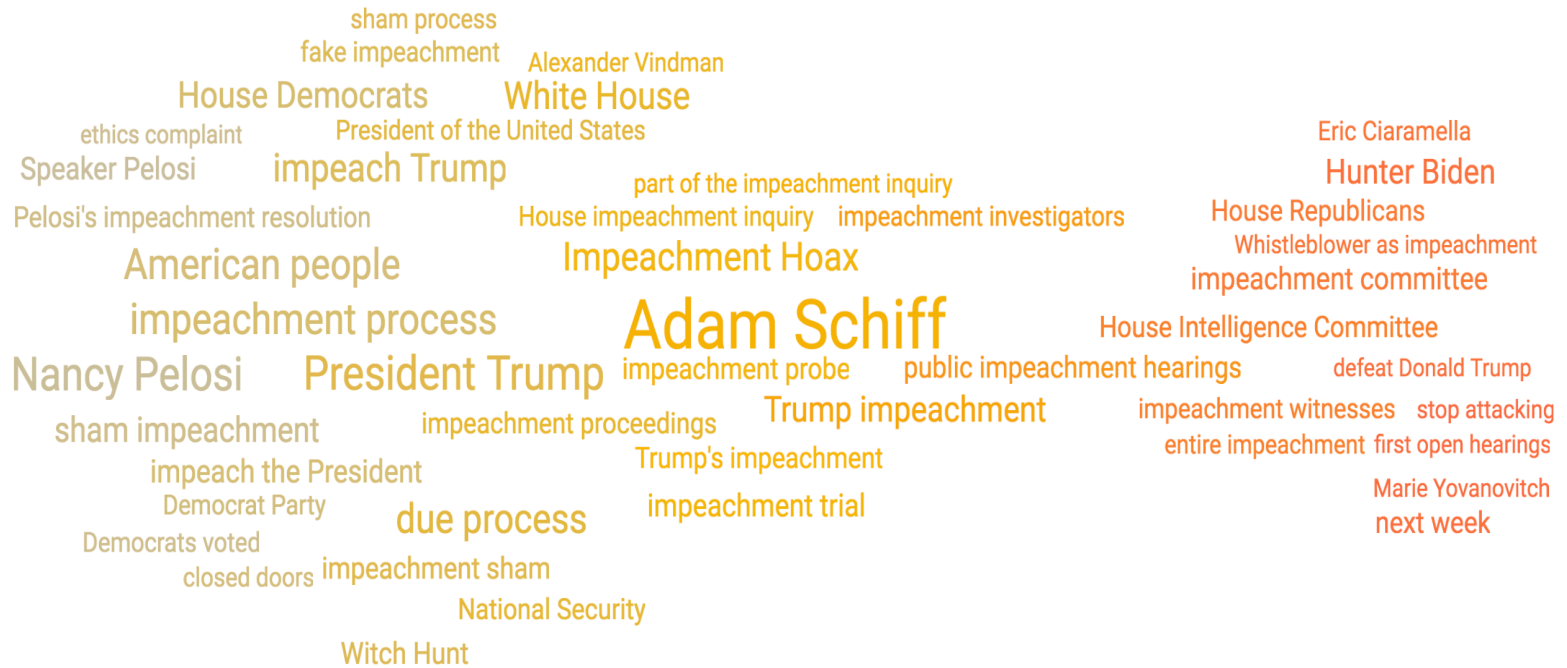 sham process
fake impeachment
Alexander Vindman
House Democrats
White House
ethics complaint
President of the United States
Eric Ciaramella
Speaker Pelosi
impeach Trump
Hunter Biden
part of the impeachment inquiry
Pelosi's impeachment resolution
House impeachment inquiry
impeachment investigators
House Republicans
Whistleblower as impeachment
American people
Impeachment Hoax
impeachment committee
impeachment process
Adam Schiff
House Intelligence Committee
Nancy Pelosi
President Trump
impeachment probe
public impeachment hearings
defeat Donald Trump
sham impeachment
impeachment proceedings
Trump impeachment
impeachment witnesses
stop attacking
entire impeachment
first open hearings
impeach the President
Trump's impeachment
Marie Yovanovitch
Democrat Party
due process
impeachment trial
next week
Democrats voted
closed doors
impeachment sham
National Security
Witch Hunt